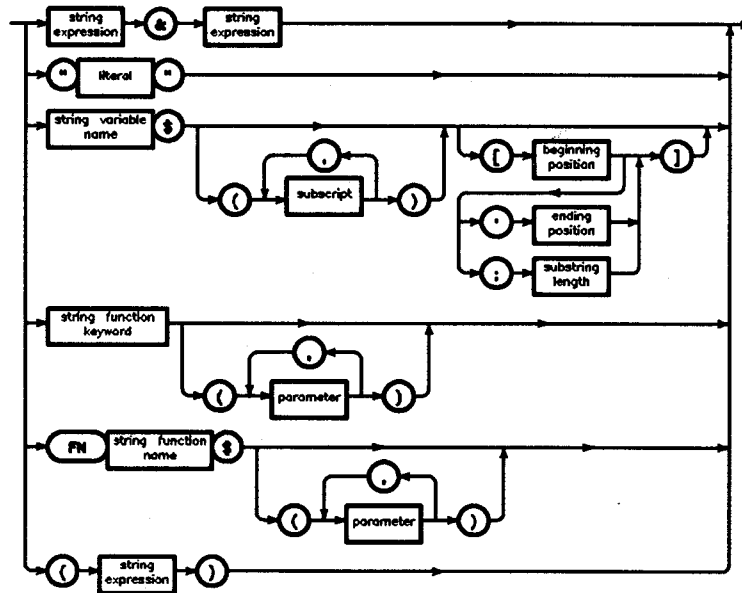 string expression & string expression
" literal "
string variable name $
,
( subscript )
[ beginning position ]
, ending position
; substring length
string function keyword
,
( parameter )
FN string function name $
,
( parameter )
( string expression )